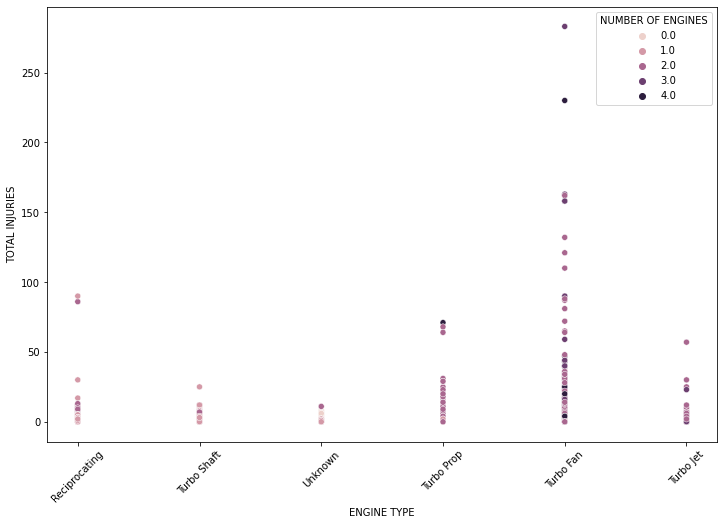 NUMBER OF ENGINES
0.0
1.0
2.0
3.0
4.0
TOTAL INJURIES
250
200
150
100
50
0
Reciprocating
Turbo Shaft
Unknown
Turbo Prop
Turbo Fan
Turbo Jet
ENGINE TYPE